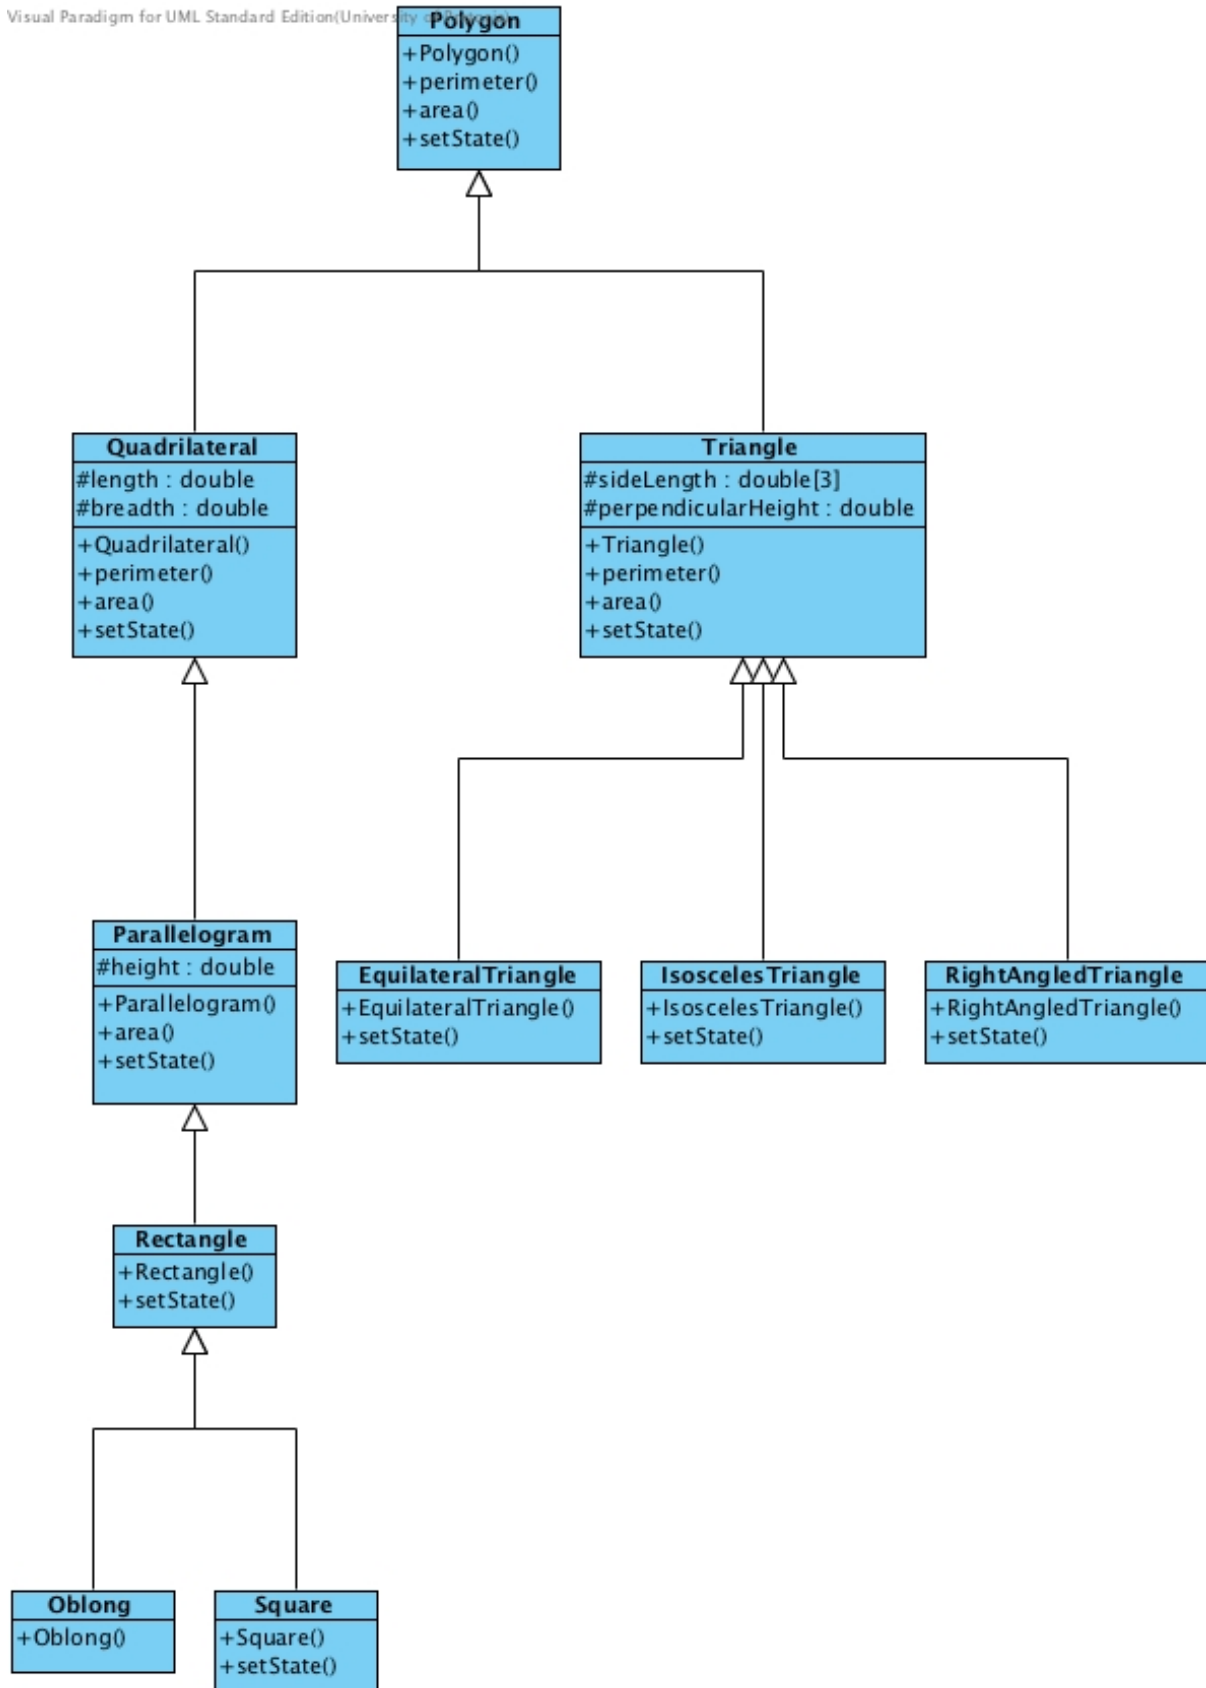 Visual Paradigm for UML Standard Edition(University
Polygon
+Polygon()
+perimeter()
+area()
+setState()
Quadrilateral
#length : double
#breadth : double
+Quadrilateral()
+perimeter()
+area()
+setState()
Triangle
#sideLength : double[3]
#perpendicularHeight : double
+Triangle()
+perimeter()
+area()
+setState()
Parallelogram
#height : double
+Parallelogram()
+area()
+setState()
EquilateralTriangle
+EquilateralTriangle()
+setState()
IsoscelesTriangle
+IsoscelesTriangle()
+setState()
RightAngledTriangle
+RightAngledTriangle()
+setState()
Rectangle
+Rectangle()
+setState()
Oblong
+Oblong()
Square
+Square()
+setState()